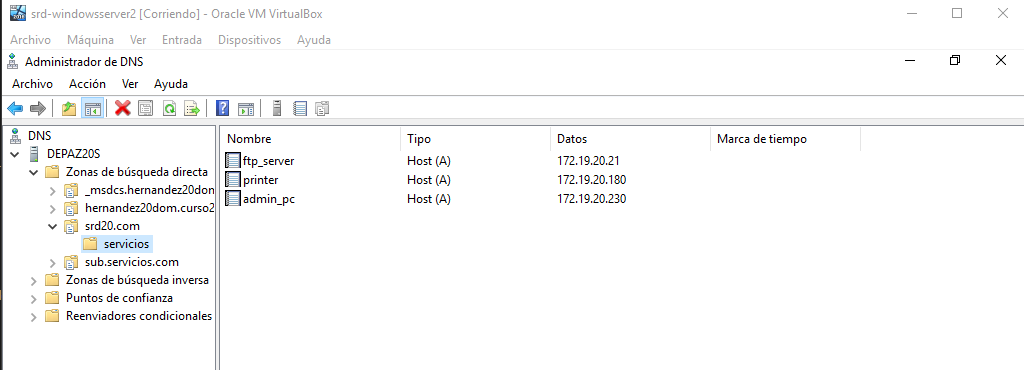 srd-windowsserver2 [Corriendo] - Oracle VM VirtualBox
Archivo Máquina Ver Entrada Dispositivos Ayuda
Administrador de DNS
Archivo Acción Ver Ayuda
DNS
DEPAZ20S
Zonas de búsqueda directa
_msdcs.hernandez20dom
hernandez20dom.curso2
srd20.com
servicios
sub.servicios.com
Zonas de búsqueda inversa
Puntos de confianza
Reenviadores condicionales
Nombre Tipo Datos Marca de tiempo
ftp_server Host (A) 172.19.20.21
printer Host (A) 172.19.20.180
admin_pc Host (A) 172.19.20.230